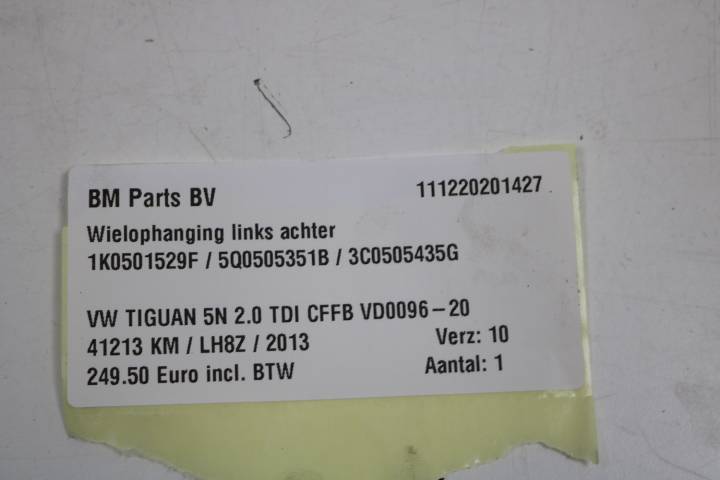 BM Parts BV 111220201427
Wielophanging links achter
1K0501529F / 5Q0505351B / 3C0505435G
VW TIGUAN 5N 2.0 TDI CFFB VD0096-20
41213 KM / LH8Z / 2013 Verz: 10
249.50 Euro incl. BTW Aantal: 1